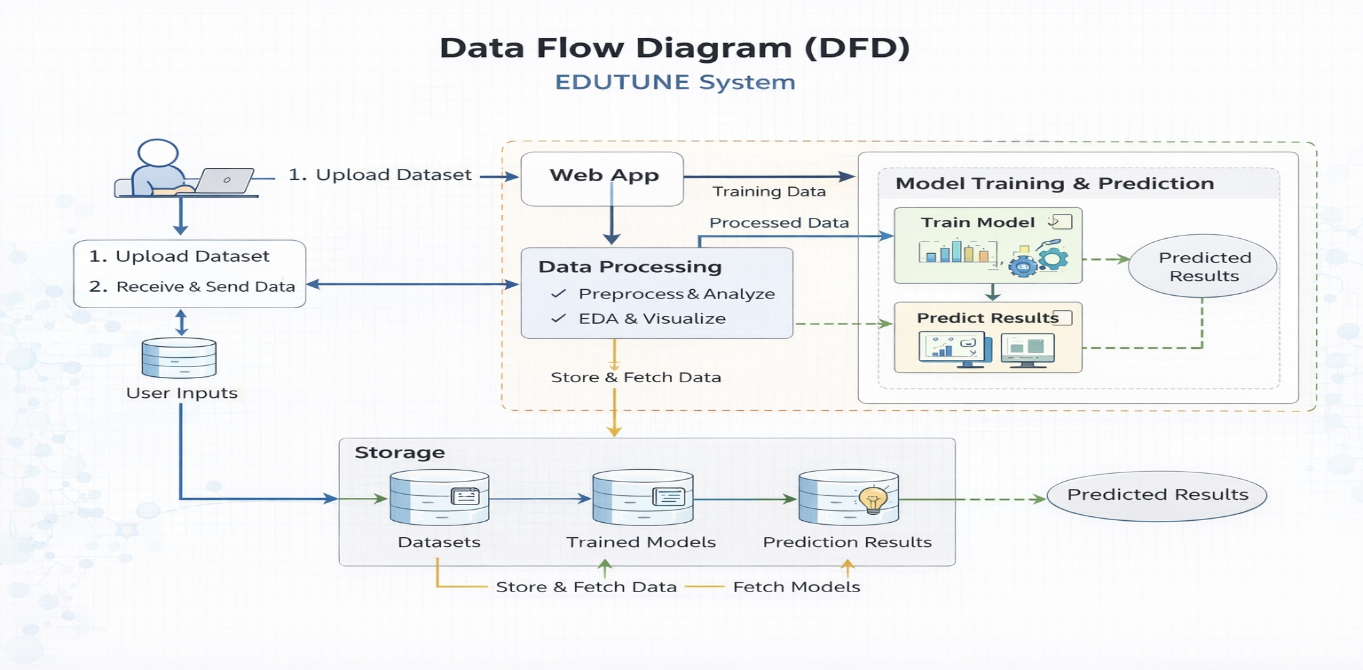 Data Flow Diagram (DFD)
EDUTUNE System
1. Upload Dataset
Web App
Training Data
Processed Data
Model Training & Prediction
Train Model
Predicted
Results
1. Upload Dataset
2. Receive & Send Data
Data Processing
✓ Preprocess & Analyze
✓ EDA & Visualize
Predict Results
User Inputs
Store & Fetch Data
Storage
Datasets
Trained Models
Prediction Results
Predicted Results
Store & Fetch Data
Fetch Models